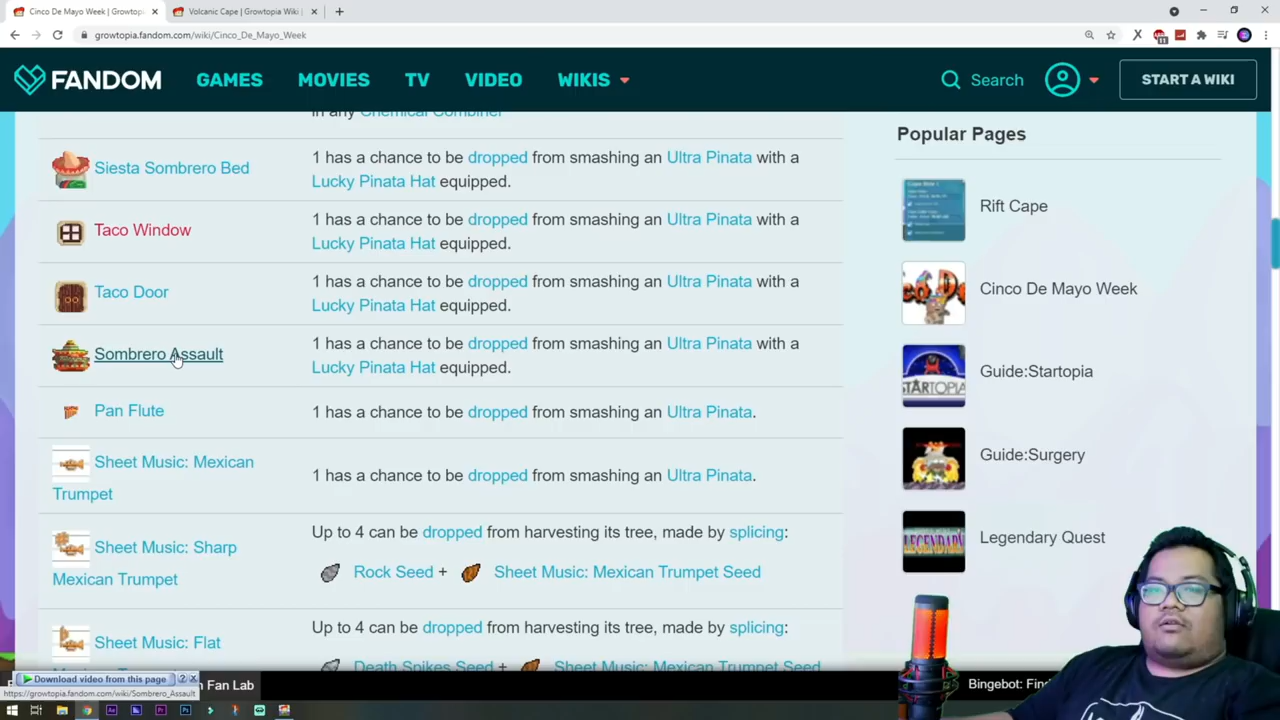 Cinco De Mayo Week | Growtopi
Volcanic Cape | Growtopia Wiki |
growtopia.fandom.com/wiki/Cinco_De_Mayo_Week
11
FANDOM
GAMES
MOVIES
TV
VIDEO
WIKIS
Search
START A WIKI
in any Chemical Combiner
Siesta Sombrero Bed
1 has a chance to be dropped from smashing an Ultra Pinata with a
Lucky Pinata Hat equipped.
Taco Window
1 has a chance to be dropped from smashing an Ultra Pinata with a
Lucky Pinata Hat equipped.
Taco Door
1 has a chance to be dropped from smashing an Ultra Pinata with a
Lucky Pinata Hat equipped.
Sombrero Assault
1 has a chance to be dropped from smashing an Ultra Pinata with a
Lucky Pinata Hat equipped.
Pan Flute
1 has a chance to be dropped from smashing an Ultra Pinata.
Sheet Music: Mexican
Trumpet
1 has a chance to be dropped from smashing an Ultra Pinata.
Sheet Music: Sharp
Mexican Trumpet
Up to 4 can be dropped from harvesting its tree, made by splicing:
Rock Seed + Sheet Music: Mexican Trumpet Seed
Sheet Music: Flat
Up to 4 can be dropped from harvesting its tree, made by splicing:
Death Spikes Seed + Sheet Music: Mexican Trumpet Seed
Popular Pages
Rift Cape
Cinco De Mayo Week
Guide:Startopia
STARTOPIA
Guide:Surgery
Legendary Quest
LEGENDARY
Download video from this page
?
https://growtopia.fandom.com/wiki/Sombrero_Assault
n Fan Lab
Bingebot: Fin